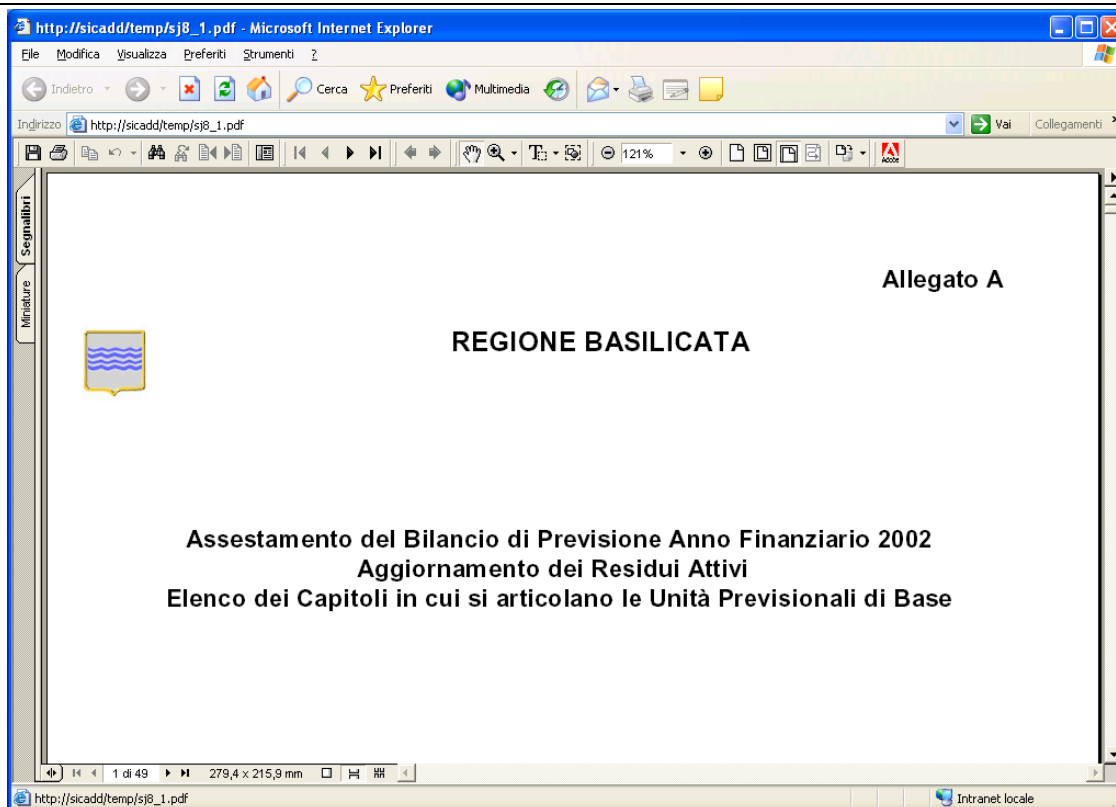 http://sicadd/temp/sj8_1.pdf - Microsoft Internet Explorer
File Modifica Visualizza Preferiti Strumenti ?
Indietro Cerca Preferiti Multimedia
Indirizzo http://sicadd/temp/sj8_1.pdf Vai Collegamenti »
121% Adobe
Segnalibri
Miniature
Allegato A
REGIONE BASILICATA
Assestamento del Bilancio di Previsione Anno Finanziario 2002
Aggiornamento dei Residui Attivi
Elenco dei Capitoli in cui si articolano le Unità Previsionali di Base
1 di 49 279,4 x 215,9 mm
http://sicadd/temp/sj8_1.pdf Intranet locale